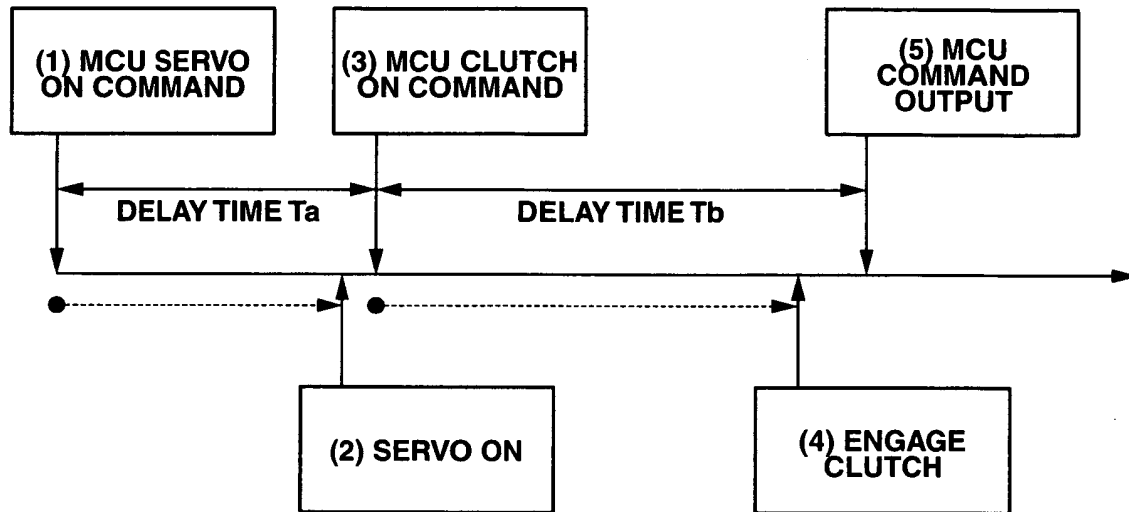 (1) MCU SERVO
ON COMMAND
(3) MCU CLUTCH
ON COMMAND
(5) MCU
COMMAND
OUTPUT
DELAY TIME Ta
DELAY TIME Tb
(2) SERVO ON
(4) ENGAGE
CLUTCH